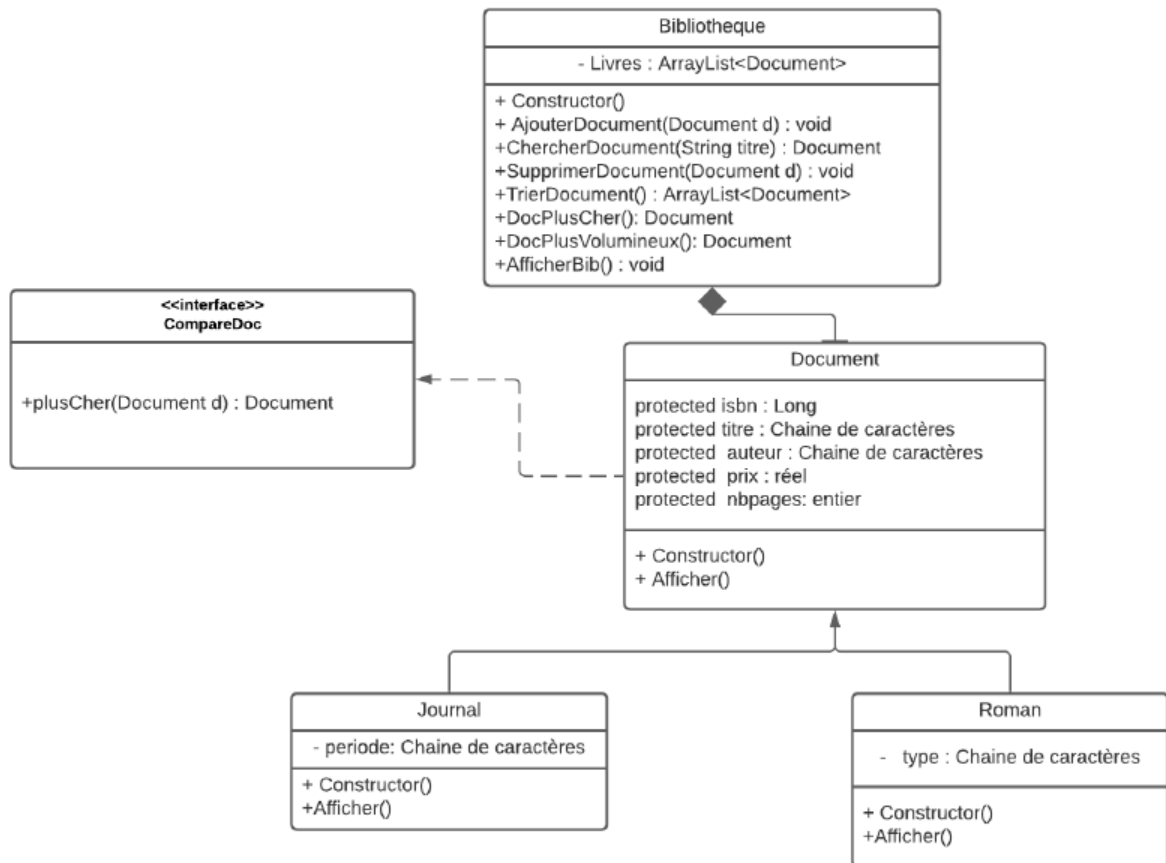 Bibliotheque
- Livres : ArrayList<Document>
+ Constructor()
+ AjouterDocument(Document d) : void
+ChercherDocument(String titre) : Document
+SupprimerDocument(Document d) : void
+TrierDocument() : ArrayList<Document>
+DocPlusCher(): Document
+DocPlusVolumineux(): Document
+AfficherBib() : void
<<interface>>
CompareDoc
+plusCher(Document d) : Document
Document
protected isbn : Long
protected titre : Chaine de caractères
protected auteur : Chaine de caractères
protected prix : réel
protected nbpages: entier
+ Constructor()
+ Afficher()
Journal
- periode: Chaine de caractères
+ Constructor()
+Afficher()
Roman
- type : Chaine de caractères
+ Constructor()
+Afficher()